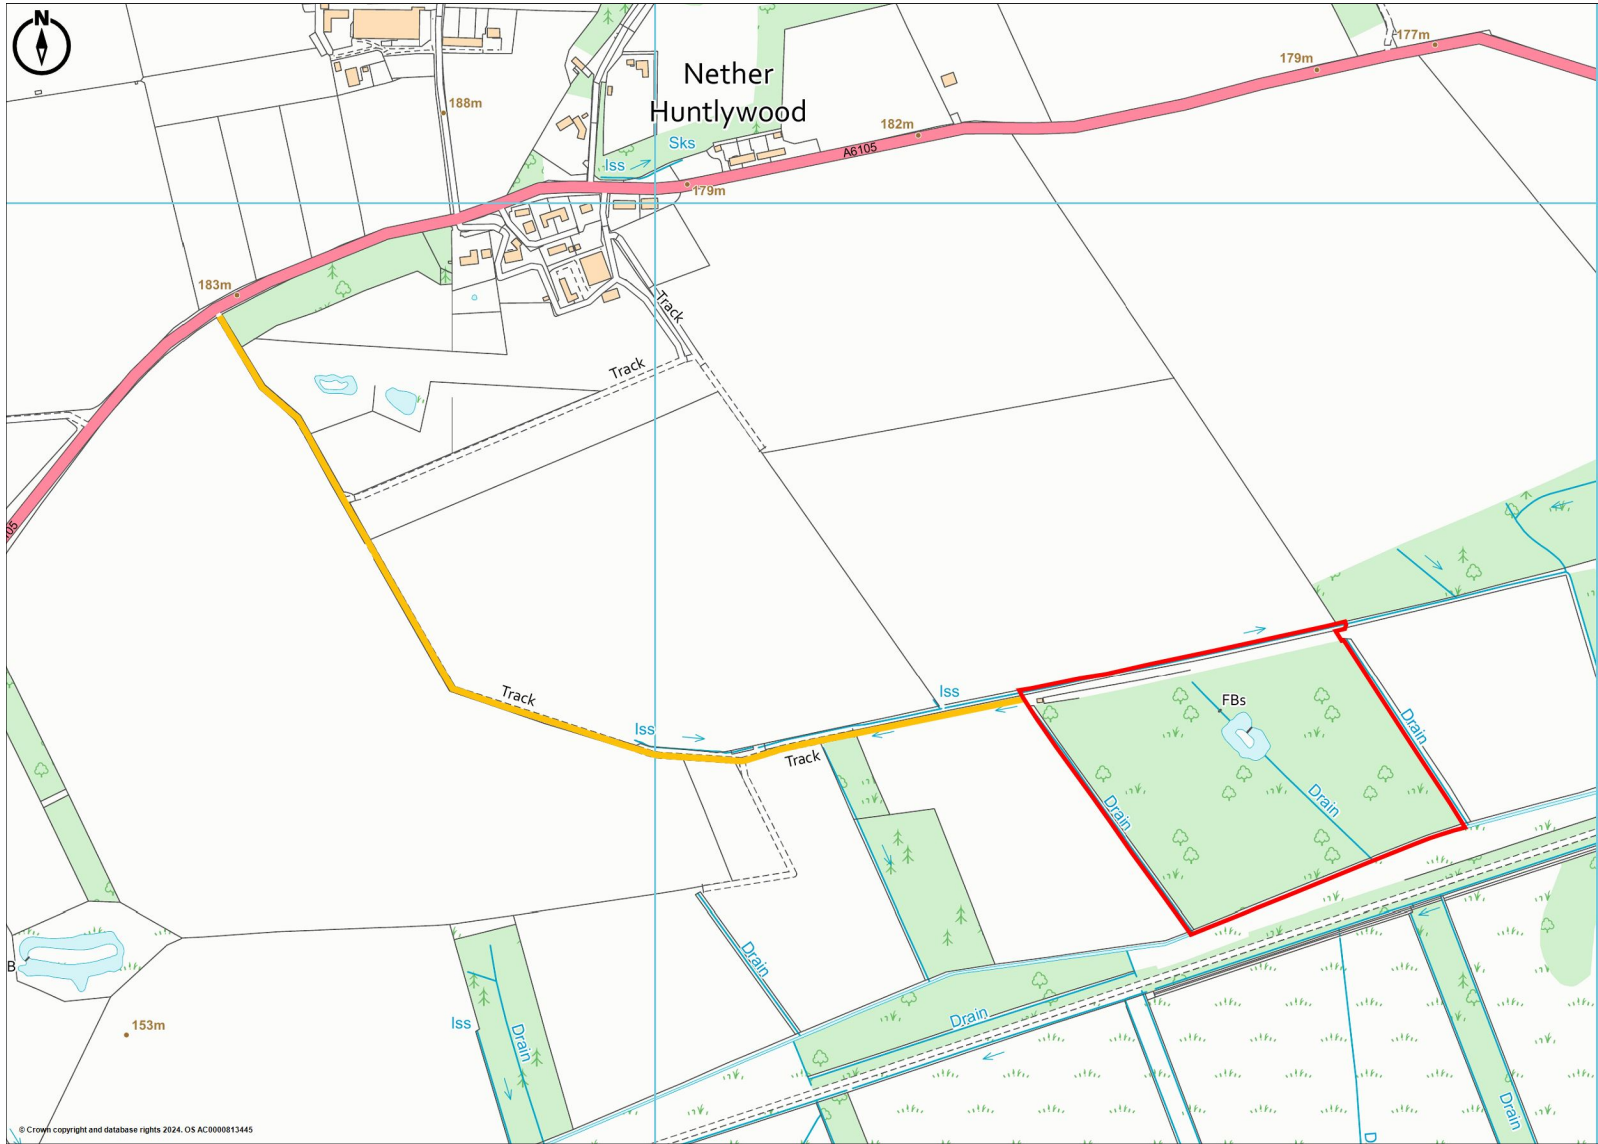 N
177m
179m
Nether
Huntlywood
188m
182m
Sks
A6105
Iss
179m
183m
Track
Track
Track
Iss
FBs
Iss
Drain
Track
Drain
Drain
B
Drain
Drain
Iss
153m
Drain
Drain
D
© Crown copyright and database rights 2024. OS AC0000813445